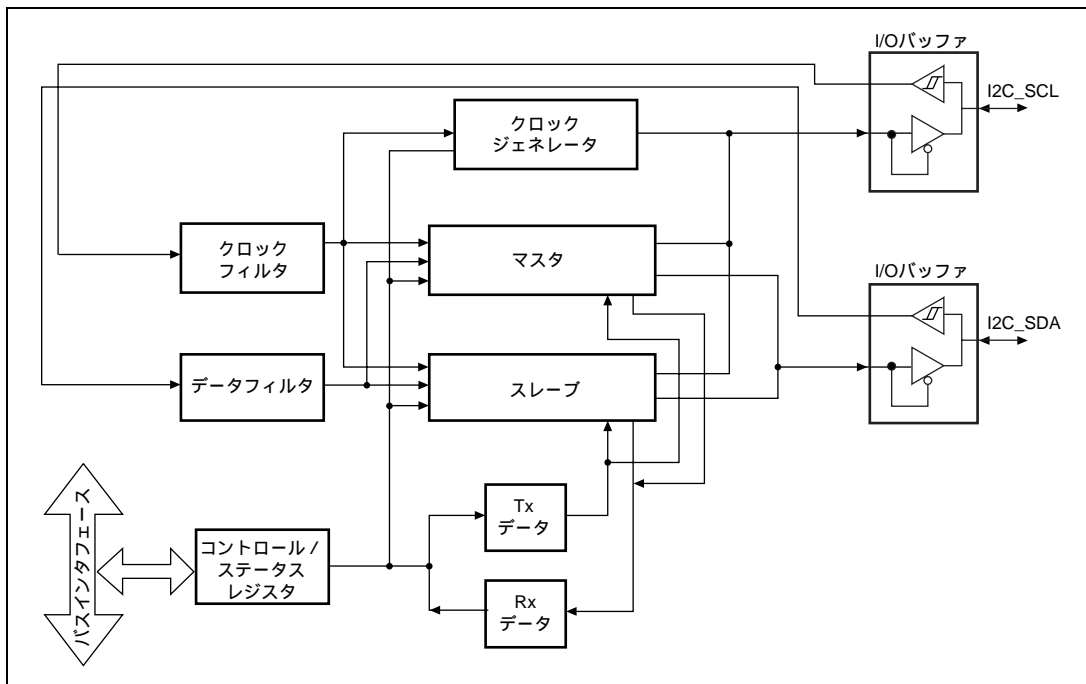 I/Oバッファ
I2C_SCL
クロック
ジェネレータ
クロック
フィルタ
マスタ
I/Oバッファ
I2C_SDA
データフィルタ
スレーブ
バスインタフェース
コントロール /
ステータス
レジスタ
Tx
データ
Rx
データ